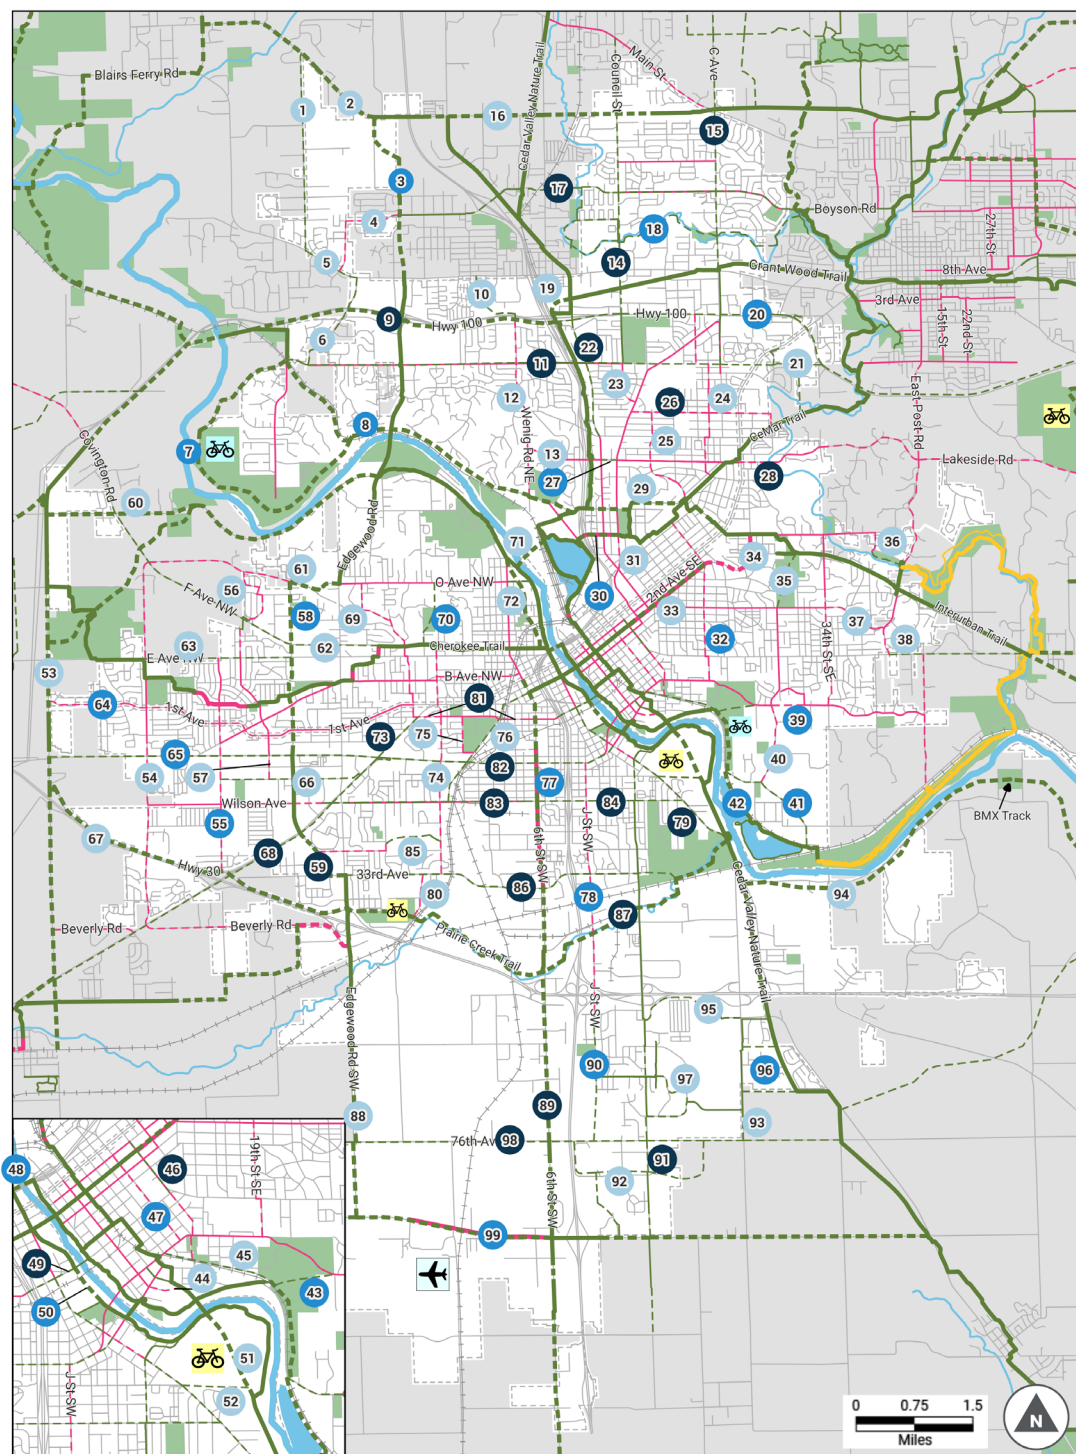 Blairs Ferry Rd
Cedar Valley Nature Trail
Council St
Main St
C Ave
1
2
16
15
3
17
4
18
Boyson Rd
27th St
5
14
10
19
Grant Wood Trail
8th Ave
3rd Ave
15th St
22nd St
9
Hwy 100
Hwy 100
20
6
22
11
21
23
12
26
24
Wenig Rd NE
East Post Rd
CeMar Trail
8
7
13
25
Lakeside Rd
Covington Rd
27
28
29
60
Edgewood Rd
71
36
61
31
34
56
O Ave NW
2nd Ave SE
35
F Ave NW
72
30
33
58
69
70
37
Interurban Trail
32
38
34th St SE
63
62
Cherokee Trail
E Ave NW
53
B Ave NW
64
81
1st Ave
1st Ave
39
73
75
76
65
40
54
57
66
74
82
77
Wilson Ave
83
84
42
41
BMX Track
55
79
67
J St SW
6th St SW
68
59
85
Hwy 30
33rd Ave
80
86
78
94
87
Cedar Valley Nature Trail
Beverly Rd
Beverly Rd
Prairie Creek Trail
Edgewood Rd SW
J St SW
95
90
96
97
89
88
93
76th Av
98
91
92
6th St SW
99
48
46
19th St SE
47
45
49
44
43
50
51
52
J St SW
0 0.75 1.5
Miles
N